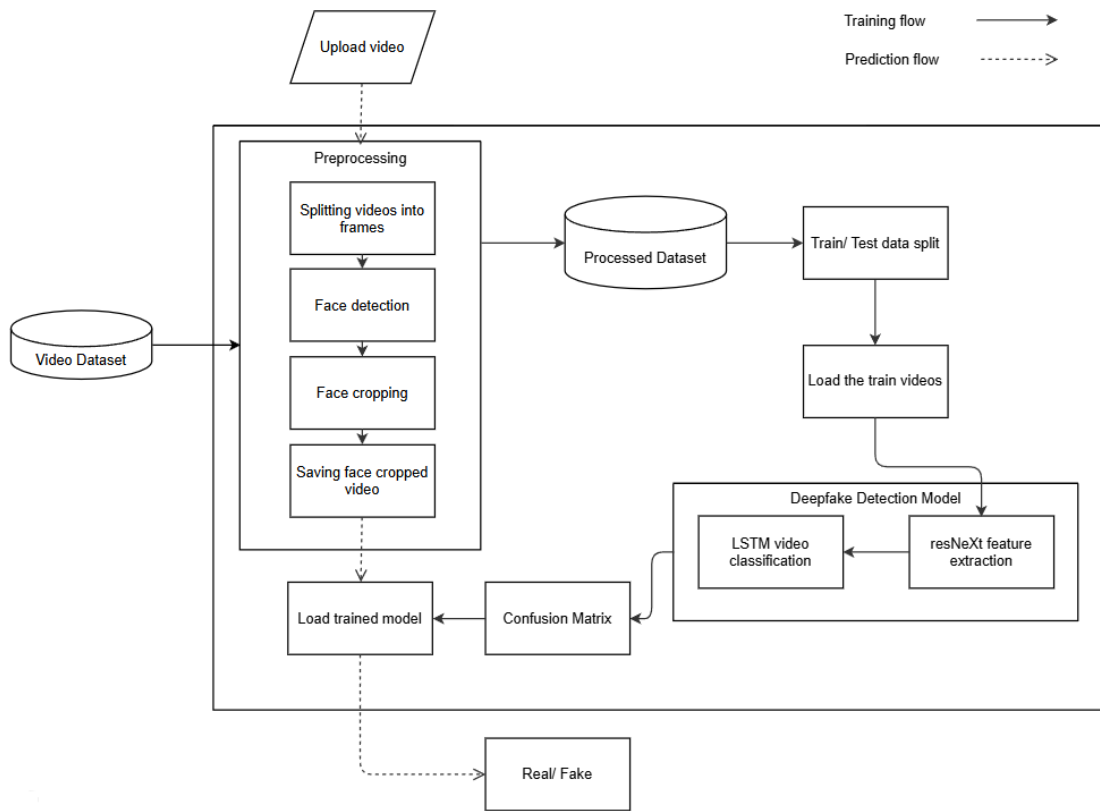 Upload video
Training flow
Prediction flow
Preprocessing
Splitting videos into
frames
Face detection
Face cropping
Saving face cropped
video
Video Dataset
Processed Dataset
Train/ Test data split
Load the train videos
Deepfake Detection Model
LSTM video
classification
resNeXt feature
extraction
Load trained model
Confusion Matrix
Real/ Fake